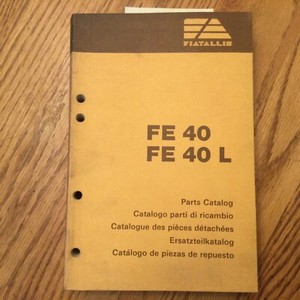 FIATALLIS
FE 40
FE 40 L
Parts Catalog
Catalogo parti di ricambio
Catalogue des pièces détachées
Ersatzteilkatalog
Catálogo de piezas de repuesto